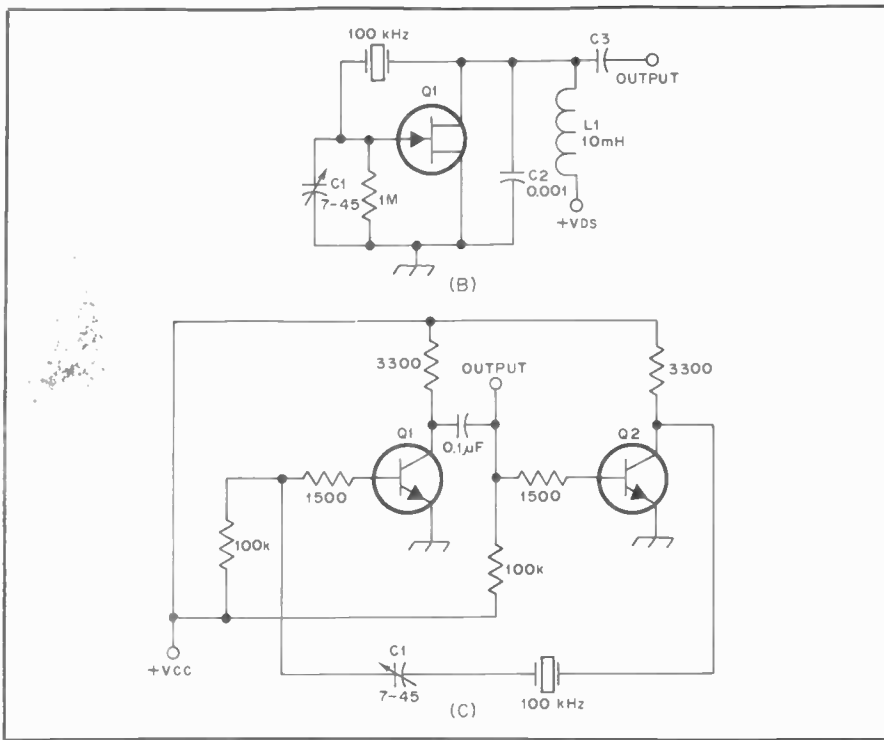 100 kHz
C3
OUTPUT
Q1
L1
10mH
C1
7-45
1M
C2
0.001
+VDS
(B)
3300
OUTPUT
3300
Q1
0.1µF
Q2
1500
1500
100k
100k
C1
+VCC
7-45
100 kHz
(C)